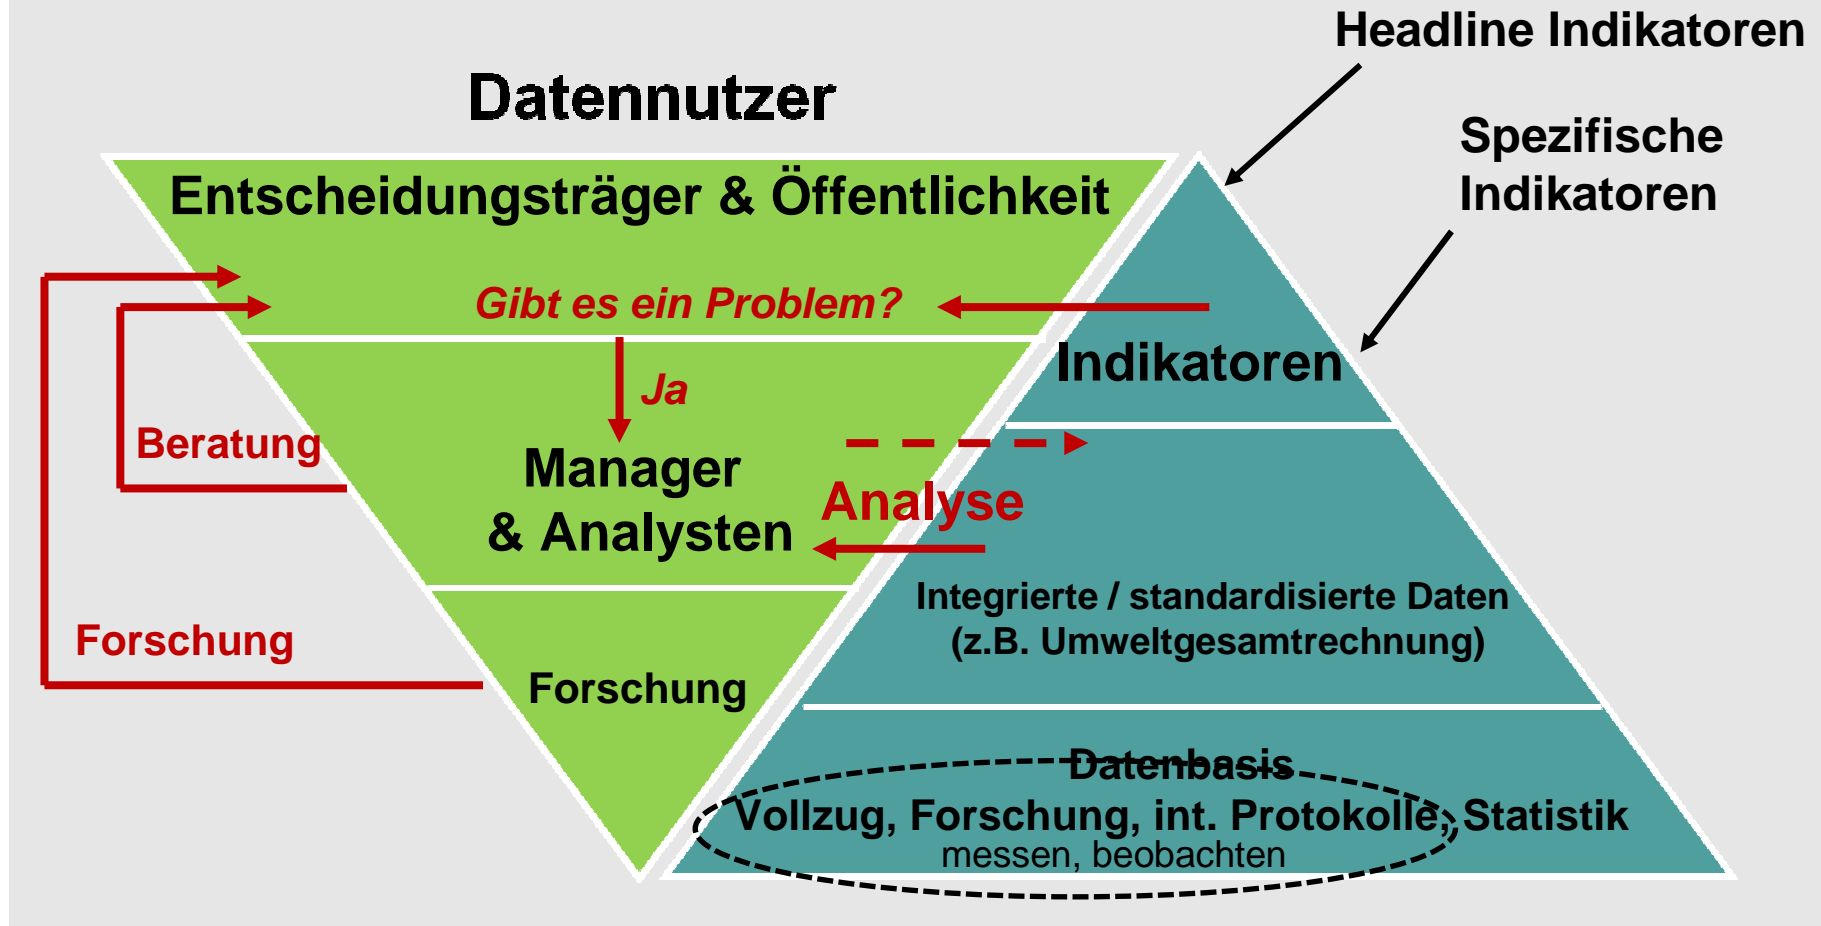 Headline Indikatoren
Datennutzer
Spezifische
Indikatoren
Entscheidungsträger & Öffentlichkeit
Gibt es ein Problem?
Ja
Indikatoren
Beratung
Manager
& Analysten
Analyse
Integrierte / standardisierte Daten
(z.B. Umweltgesamtrechnung)
Forschung
Forschung
Datenbasis
Vollzug, Forschung, int. Protokolle, Statistik
messen, beobachten